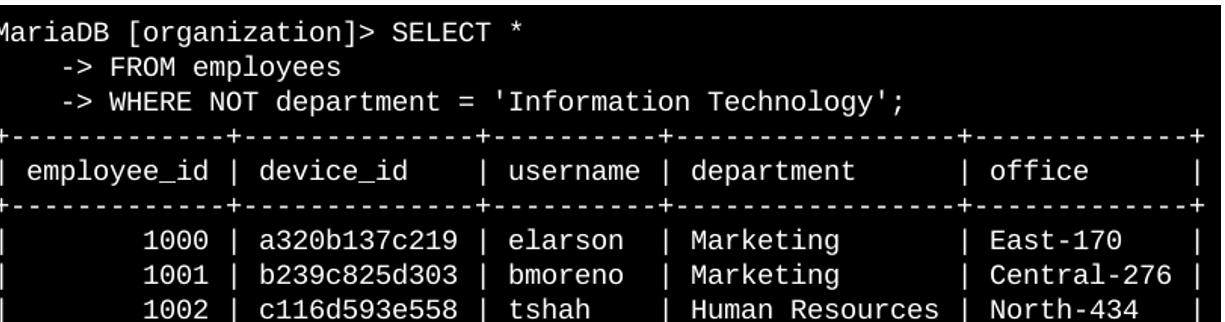 MariaDB [organization]> SELECT *
    -> FROM employees
    -> WHERE NOT department = 'Information Technology';
+-------------+--------------+----------+-----------------+-------------+
| employee_id | device_id    | username | department      | office      |
+-------------+--------------+----------+-----------------+-------------+
|        1000 | a320b137c219 | elarson  | Marketing       | East-170    |
|        1001 | b239c825d303 | bmoreno  | Marketing       | Central-276 |
|        1002 | c116d593e558 | tshah    | Human Resources | North-434   |